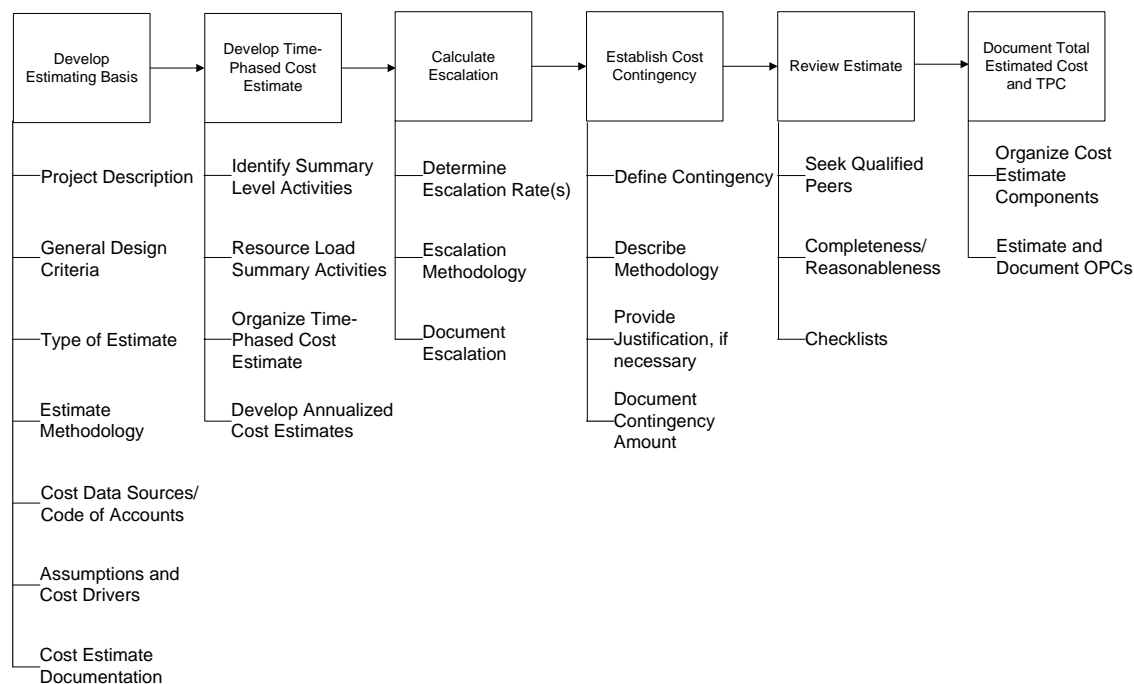 Develop
Estimating Basis
Develop Time-
Phased Cost
Estimate
Calculate
Escalation
Establish Cost
Contingency
Review Estimate
Document Total
Estimated Cost
and TPC
Project Description
General Design
Criteria
Type of Estimate
Estimate
Methodology
Cost Data Sources/
Code of Accounts
Assumptions and
Cost Drivers
Cost Estimate
Documentation
Identify Summary
Level Activities
Resource Load
Summary Activities
Organize Time-
Phased Cost
Estimate
Develop Annualized
Cost Estimates
Determine
Escalation Rate(s)
Escalation
Methodology
Document
Escalation
Define Contingency
Describe
Methodology
Provide
Justification, if
necessary
Document
Contingency
Amount
Seek Qualified
Peers
Completeness/
Reasonableness
Checklists
Organize Cost
Estimate
Components
Estimate and
Document OPCs